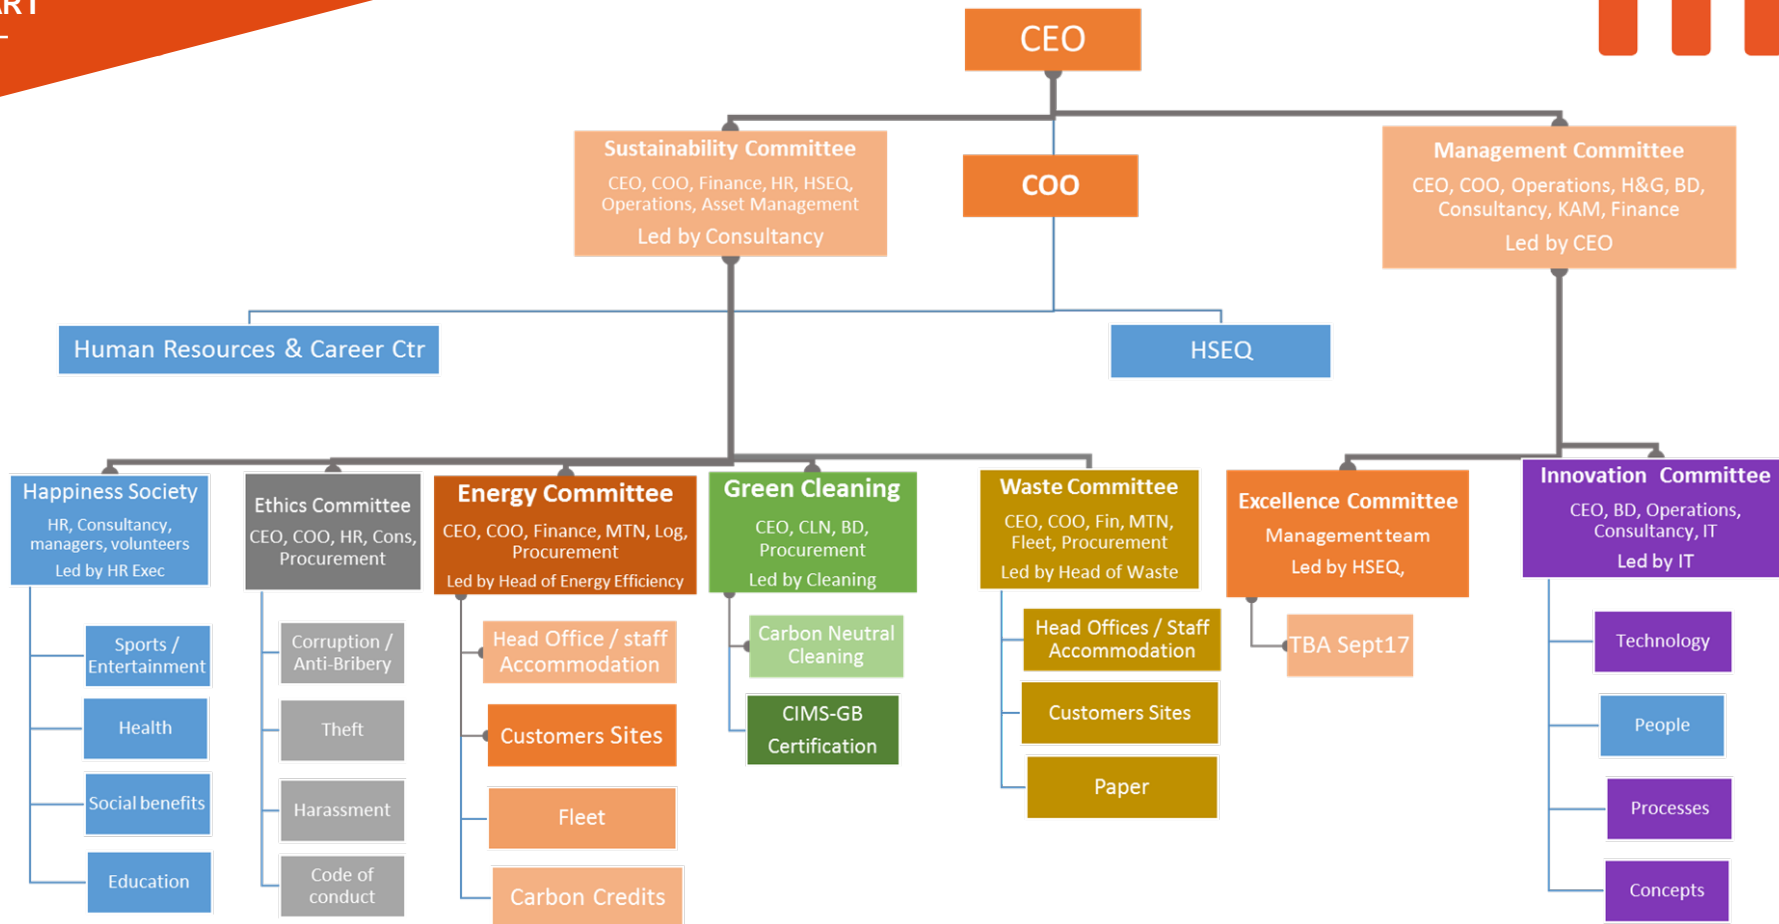 CEO
Sustainability Committee
CEO, COO, Finance, HR, HSEQ,
Operations, Asset Management
Led by Consultancy
COO
Management Committee
CEO, COO, Operations, H&G, BD,
Consultancy, KAM, Finance
Led by CEO
Human Resources & Career Ctr
HSEQ
Happiness Society
HR, Consultancy,
managers, volunteers
Led by HR Exec
Sports /
Entertainment
Health
Social benefits
Education
Ethics Committee
CEO, COO, HR, Cons,
Procurement
Corruption /
Anti-Bribery
Theft
Harassment
Code of
conduct
Energy Committee
CEO, COO, Finance, MTN, Log,
Procurement
Led by Head of Energy Efficiency
Head Office / staff
Accommodation
Customers Sites
Fleet
Carbon Credits
Green Cleaning
CEO, CLN, BD,
Procurement
Led by Cleaning
Carbon Neutral
Cleaning
CIMS-GB
Certification
Waste Committee
CEO, COO, Fin, MTN,
Fleet, Procurement
Led by Head of Waste
Head Offices / Staff
Accommodation
Customers Sites
Paper
Excellence Committee
Management team
Led by HSEQ,
TBA Sept17
Innovation Committee
CEO, BD, Operations,
Consultancy, IT
Led by IT
Technology
People
Processes
Concepts